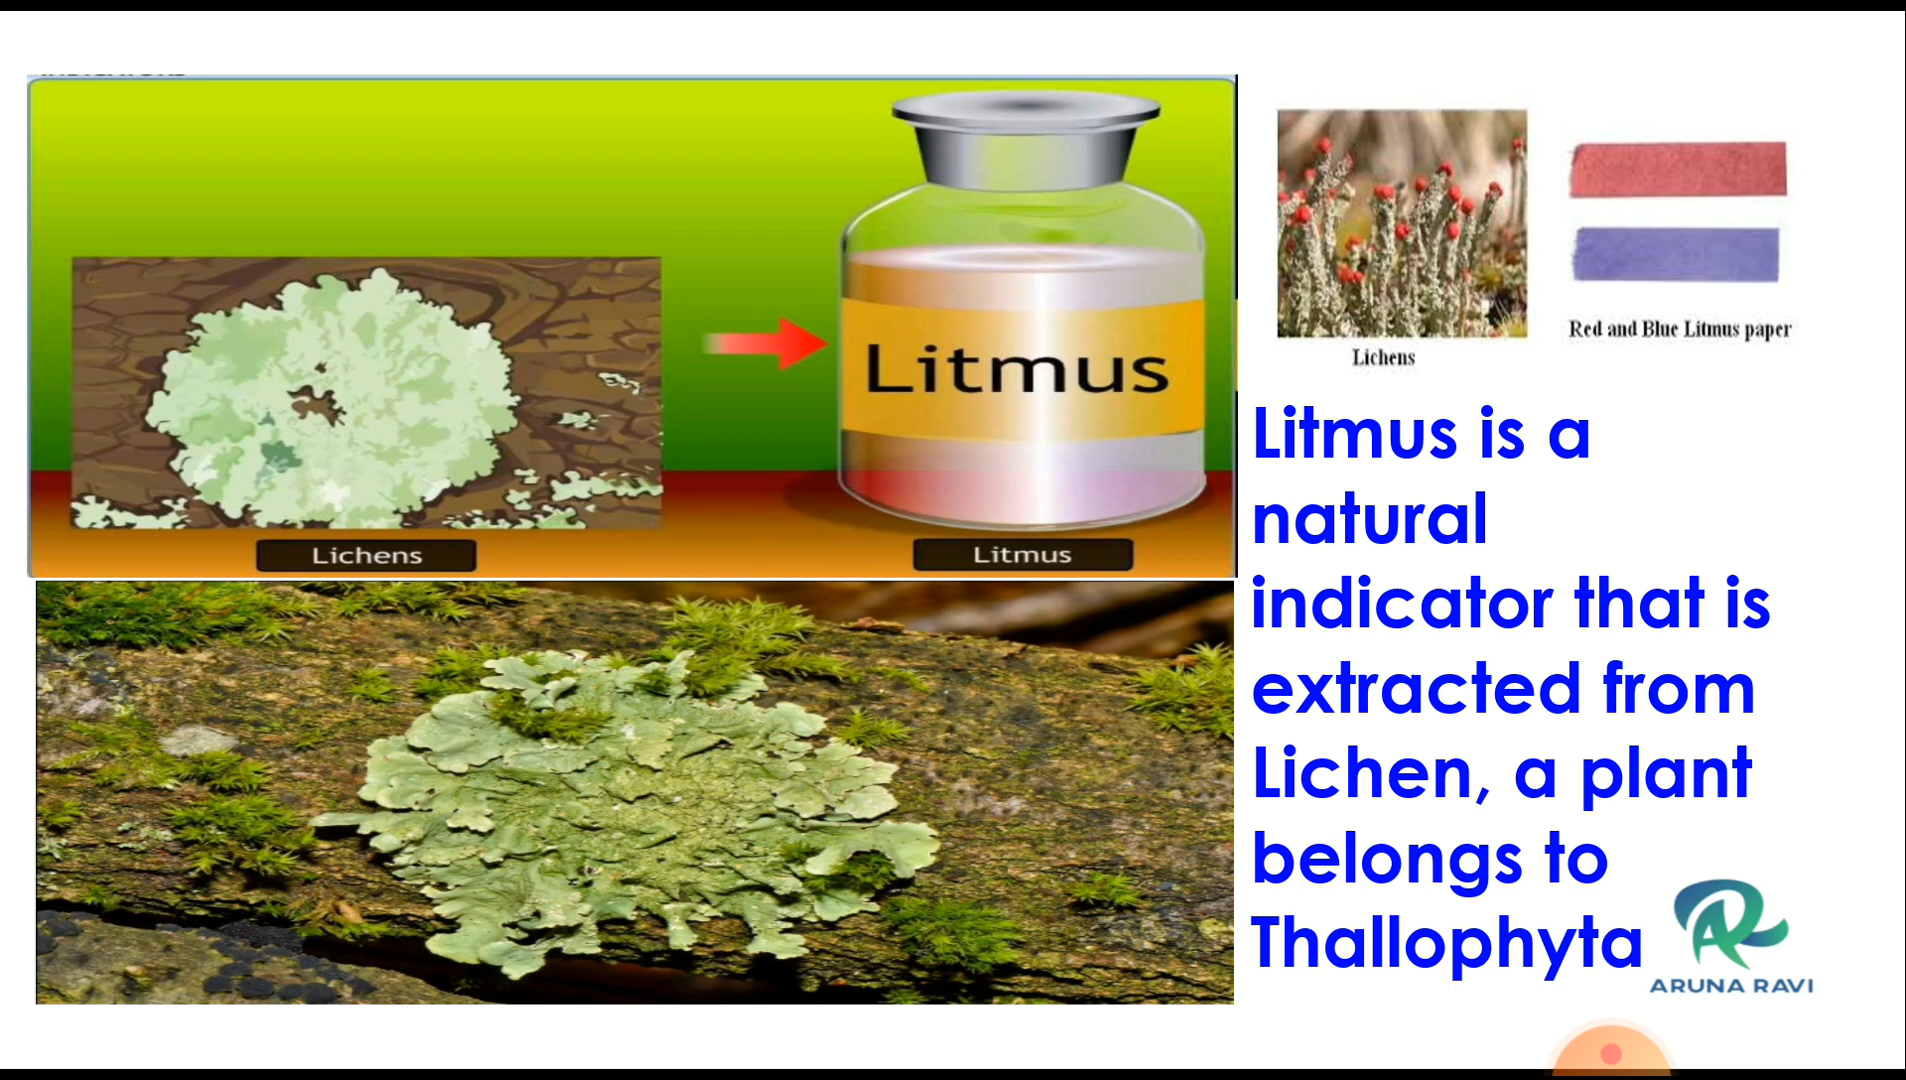 Litmus
Lichens
Litmus
Lichens
Red and Blue Litmus paper
Litmus is a
natural
indicator that is
extracted from
Lichen, a plant
belongs to
Thallophyta
ARUNA RAVI